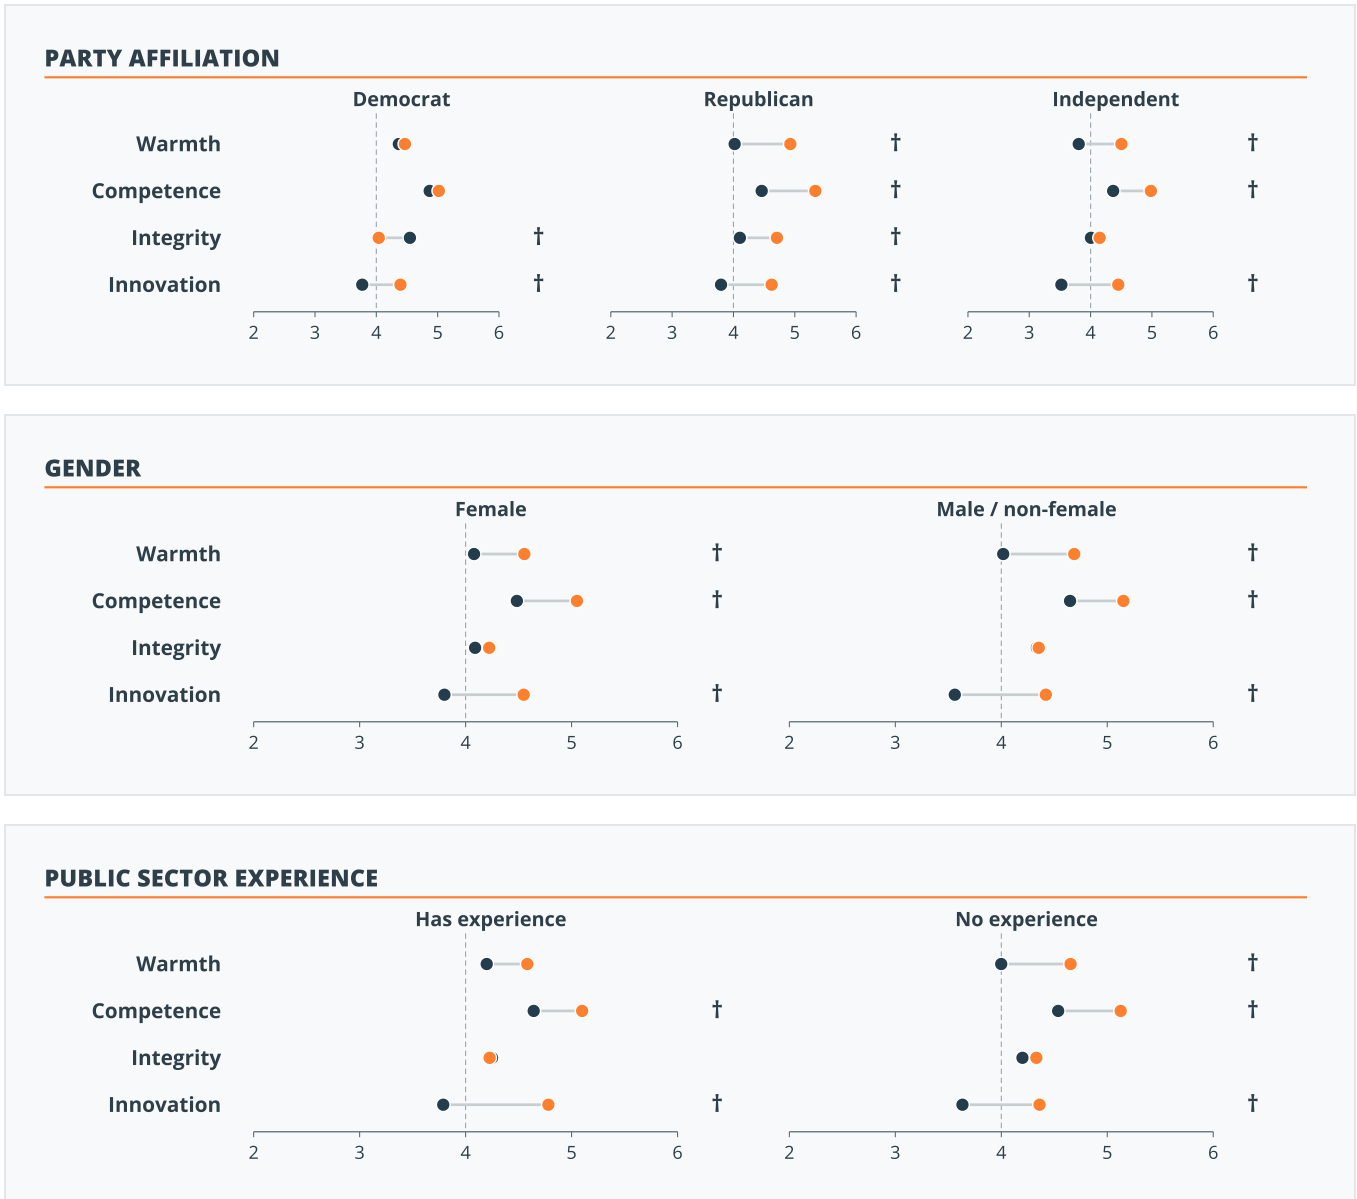 PARTY AFFILIATION
Democrat Republican Independent
Warmth † †
Competence † †
Integrity † †
Innovation † † †
2 3 4 5 6 2 3 4 5 6 2 3 4 5 6
GENDER
Female Male / non-female
Warmth † †
Competence † †
Integrity
Innovation † †
2 3 4 5 6 2 3 4 5 6
PUBLIC SECTOR EXPERIENCE
Has experience No experience
Warmth †
Competence † †
Integrity
Innovation † †
2 3 4 5 6 2 3 4 5 6